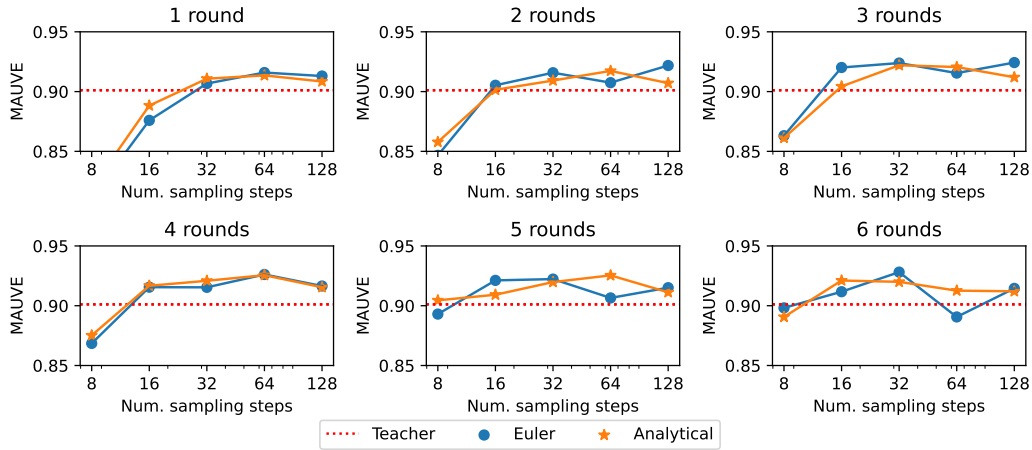 1 round
2 rounds
3 rounds
0.95
0.90
0.85
MAUVE
8
16
32
64
128
Num. sampling steps
0.95
0.90
0.85
MAUVE
8
16
32
64
128
Num. sampling steps
0.95
0.90
0.85
MAUVE
8
16
32
64
128
Num. sampling steps
4 rounds
5 rounds
6 rounds
0.95
0.90
0.85
MAUVE
8
16
32
64
128
Num. sampling steps
0.95
0.90
0.85
MAUVE
8
16
32
64
128
Num. sampling steps
0.95
0.90
0.85
MAUVE
8
16
32
64
128
Num. sampling steps
Teacher
Euler
Analytical